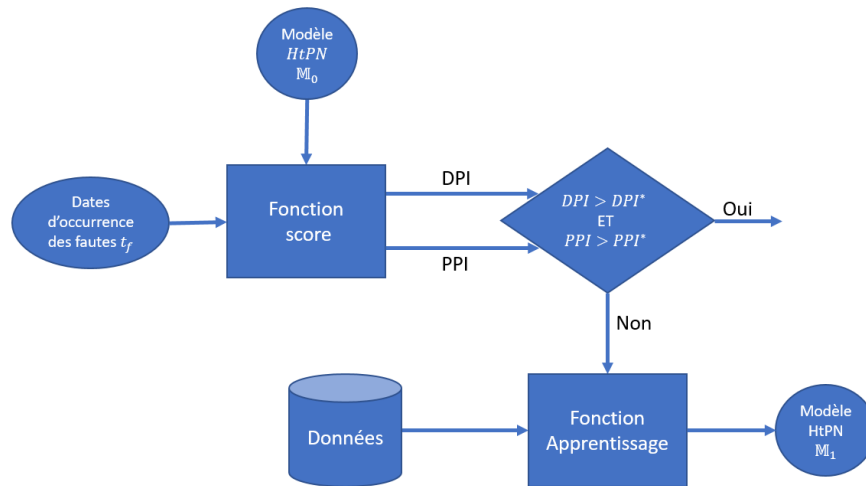 Modèle
HtPN
𝕄₀
Dates
d'occurrence
des fautes t_f
Fonction
score
DPI
PPI
DPI > DPI*
ET
PPI > PPI*
Oui
Non
Données
Fonction
Apprentissage
Modèle
HtPN
𝕄₁